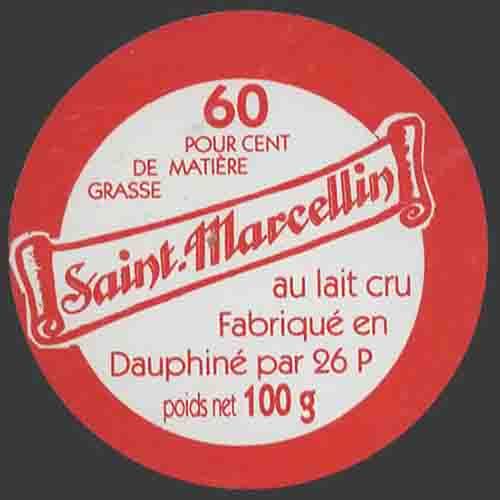 60
POUR CENT
DE MATIÈRE
GRASSE
Saint-Marcellin
au lait cru
Fabriqué en
Dauphiné par 26 P
poids net 100 g